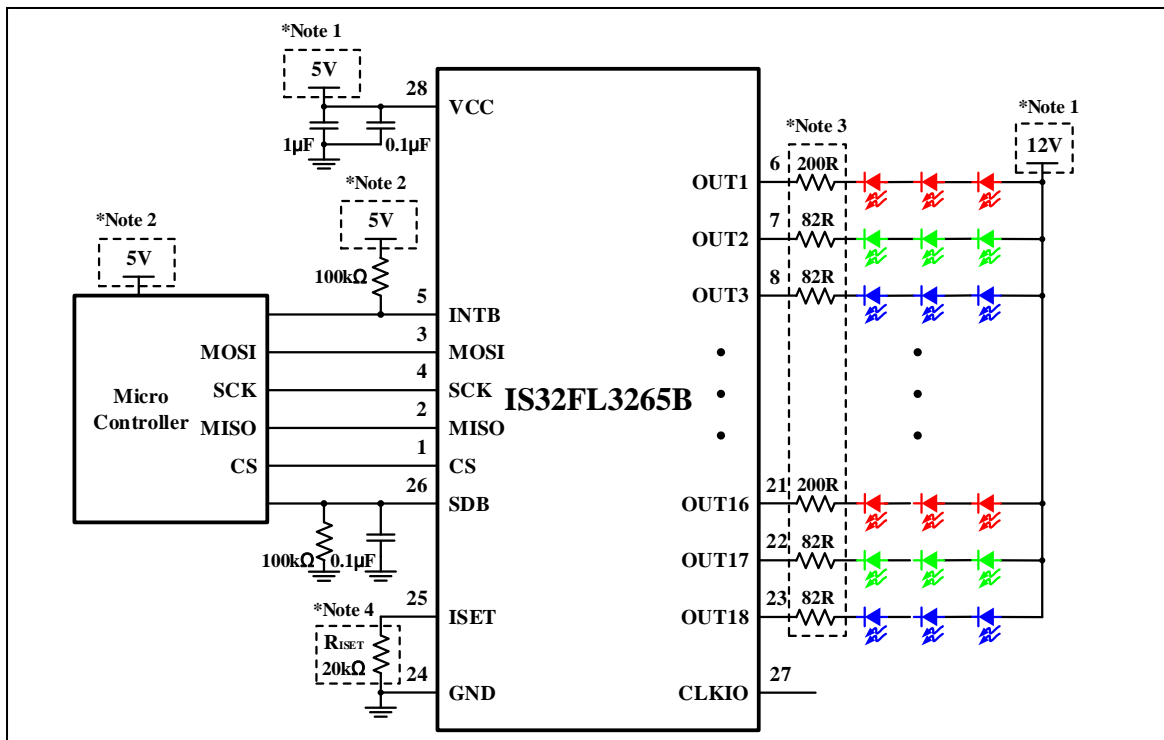 *Note 1
5V
28
VCC
1μF
0.1μF
*Note 2
5V
100kΩ
*Note 2
5V
5
INTB
3
MOSI
MOSI
4
SCK
SCK
Micro
Controller
2
MISO
MISO
1
CS
CS
26
SDB
100kΩ
0.1μF
*Note 4
25
ISET
RISET
20kΩ
24
GND
IS32FL3265B
*Note 3
*Note 1
12V
6
200R
OUT1
7
82R
OUT2
8
82R
OUT3
21
200R
OUT16
22
82R
OUT17
23
82R
OUT18
27
CLKIO